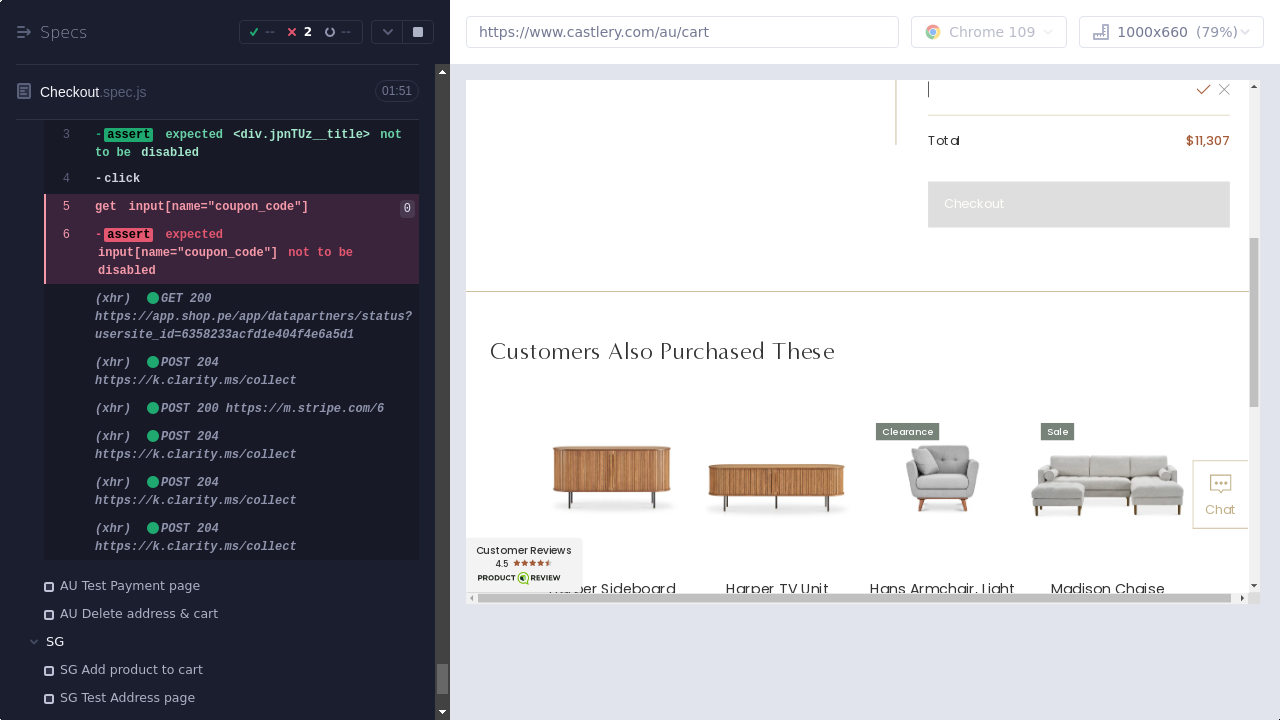 Specs
--
2
--
https://www.castlery.com/au/cart
Chrome 109
1000x660 (79%)
Checkout.spec.js
01:51
3 -assert expected <div.jpnTUz__title> not
to be disabled
4 -click
5 get input[name="coupon_code"]
0
6 -assert expected
input[name="coupon_code"] not to be
disabled
(xhr) GET 200
https://app.shop.pe/app/datapartners/status?
usersite_id=6358233acfd1e404f4e6a5d1
(xhr) POST 204
https://k.clarity.ms/collect
(xhr) POST 200 https://m.stripe.com/6
(xhr) POST 204
https://k.clarity.ms/collect
(xhr) POST 204
https://k.clarity.ms/collect
(xhr) POST 204
https://k.clarity.ms/collect
AU Test Payment page
AU Delete address & cart
SG
SG Add product to cart
SG Test Address page
Total
$11,307
Checkout
Customers Also Purchased These
Clearance
Sale
Chat
Customer Reviews
4.5
PRODUCT REVIEW
Harper Sideboard
Harper TV Unit
Hans Armchair, Light
Madison Chaise